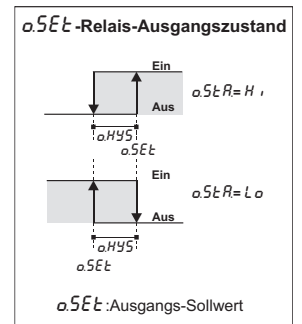 o.SEt-Relais-Ausgangszustand
Ein
o.StA.= Hi
Aus
o.HYS
o.SEt
Ein
o.StA.= Lo
Aus
o.HYS
o.SEt
o.SEt :Ausgangs-Sollwert